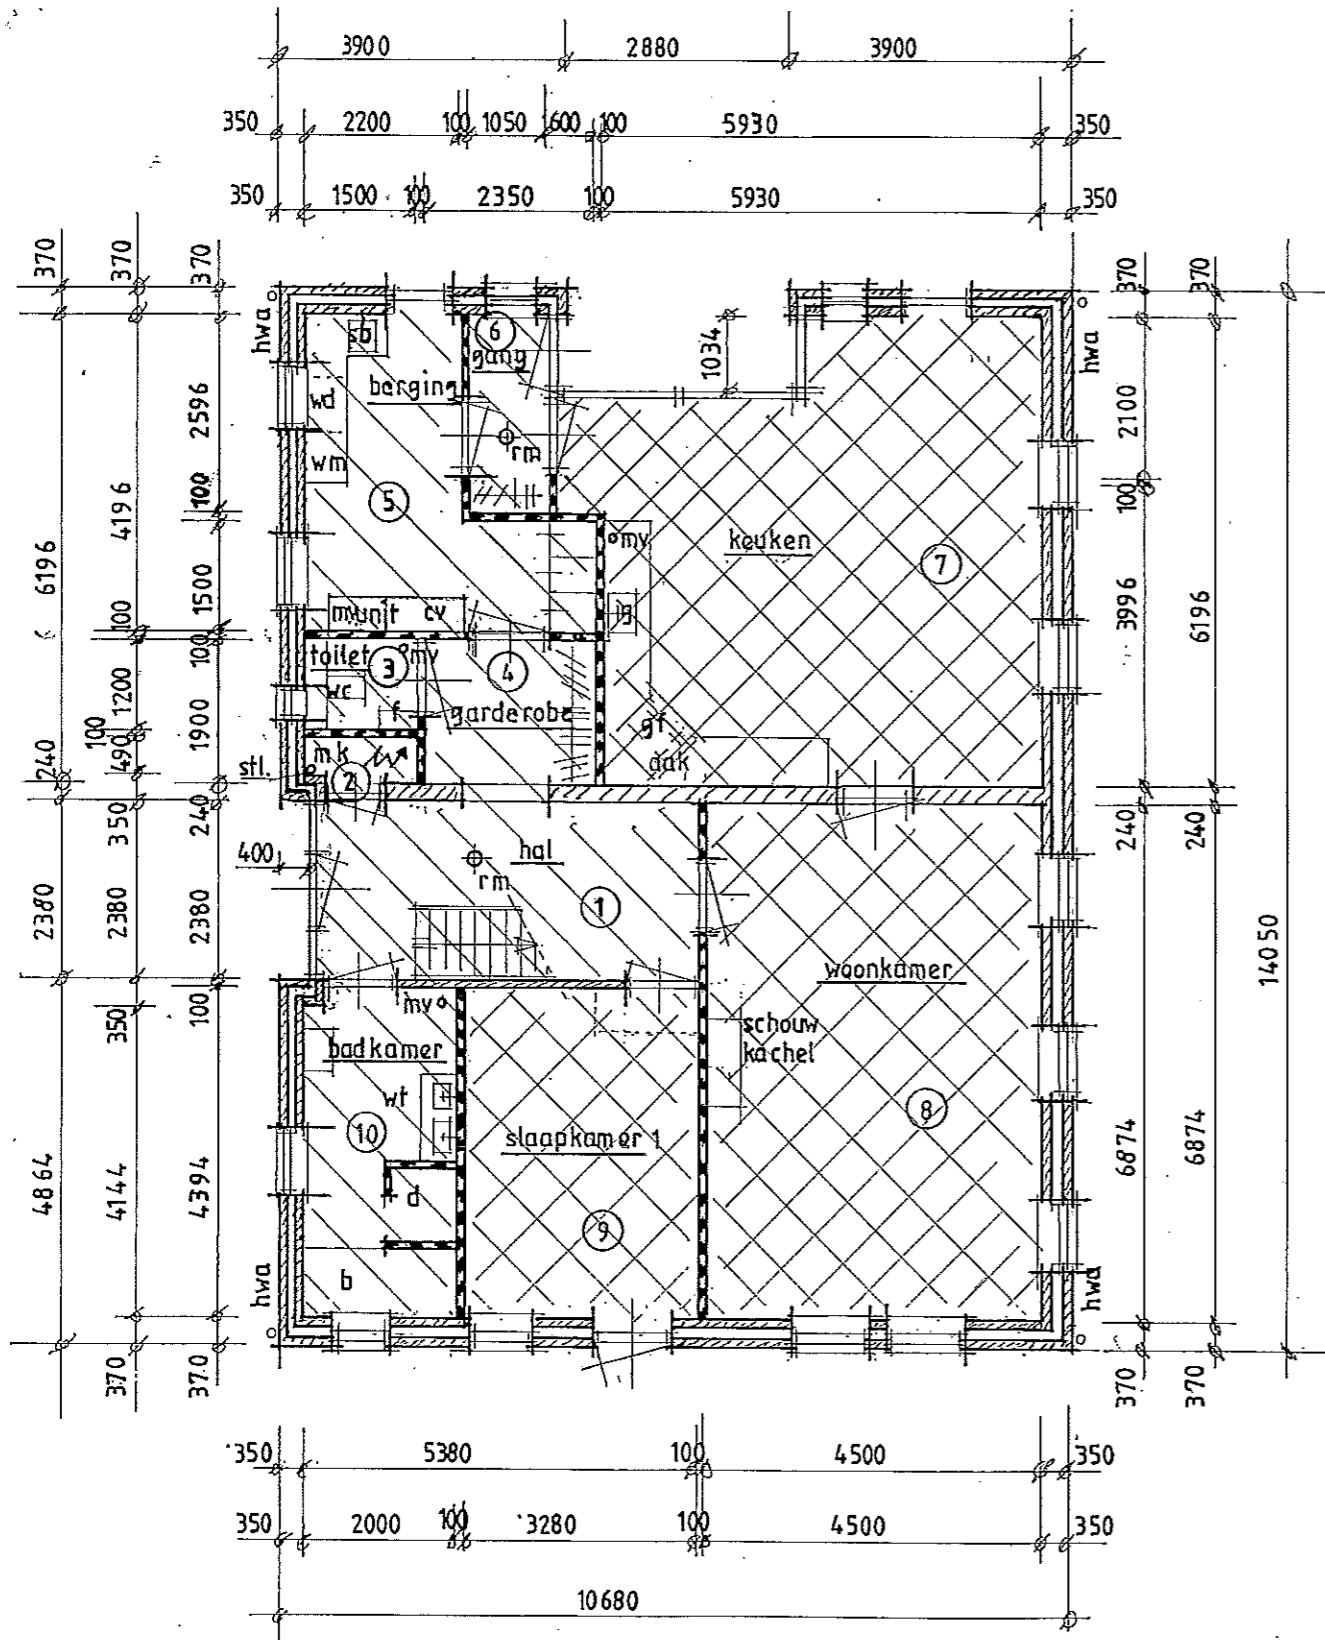 3900 2880 3900
350 2200 100 1050 600 100 5930 350
350 1500 100 2350 100 5930 350
370 370 370 370 370
hwa
hwa
sb
6
gang
1034
wd
berging
2596
2100
wm
rm
5
100
4196
100
mv
keuken
7
6196
1500
g
3996
6196
munit cv
100
100
toilet
mv
3
4
wc
1200
f
garderobe
1900
100
gf
mk
dak
490
240
stl.
2
350
240
240
240
400
hal
rm
1
2380
2380
2380
14050
woonkamer
mv
350
100
schouw
kachel
badkamer
wt
8
10
slaapkamer 1
6874
6874
4864
4144
4394
d
9
b
hwa
hwa
370
370
370
370
350 5380 100 4500 350
350 2000 100 3280 100 4500 350
10680